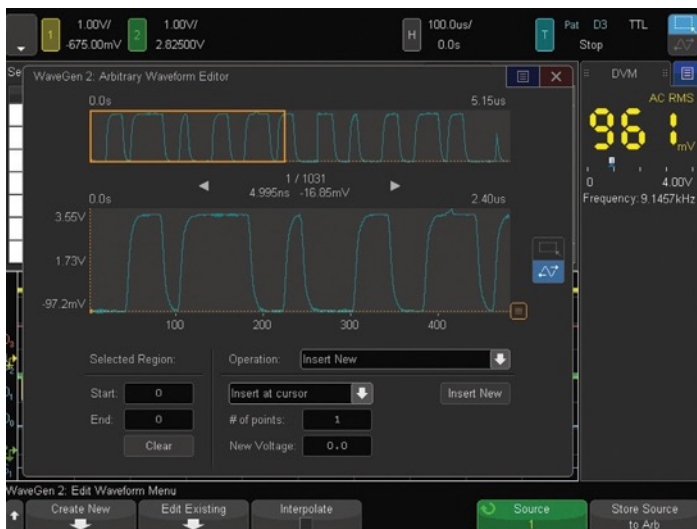 1 1.00V/ -675.00mV 2 1.00V/ 2.82500V H 100.0us/ 0.0s T Pat D3 TTL Stop
Se
WaveGen 2: Arbitrary Waveform Editor
0.0s 5.15us
1 / 1031
4.995ns -16.85mV
0.0s 2.40us
3.55V
1.73V
-97.2mV
100 200 300 400
Selected Region:
Start: 0
End: 0
Clear
Operation: Insert New
Insert at cursor
Insert New
# of points: 1
New Voltage: 0.0
DVM
AC RMS
961 mV
0 4.00V
Frequency: 9.1457kHz
WaveGen 2: Edit Waveform Menu
Create New
Edit Existing
Interpolate
Source
1
Store Source
to Arb